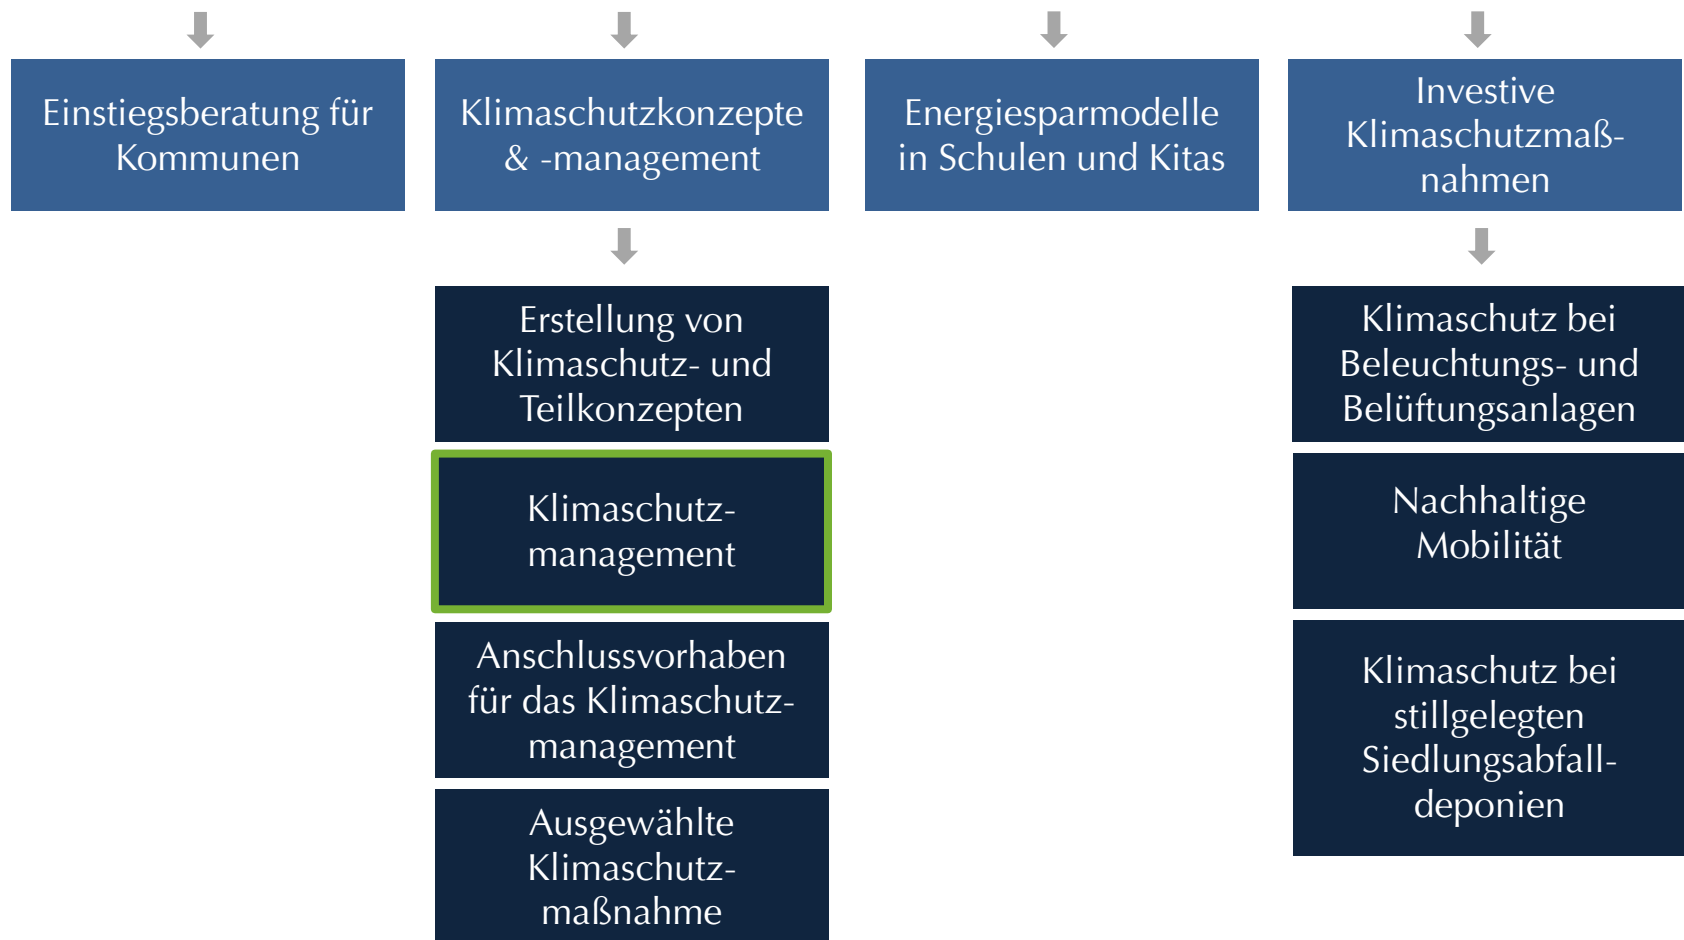 Einstiegsberatung für
Kommunen
Klimaschutzkonzepte
& -management
Energiesparmodelle
in Schulen und Kitas
Investive
Klimaschutzmaß-
nahmen
Erstellung von
Klimaschutz- und
Teilkonzepten
Klimaschutz-
management
Anschlussvorhaben
für das Klimaschutz-
management
Ausgewählte
Klimaschutz-
maßnahme
Klimaschutz bei
Beleuchtungs- und
Belüftungsanlagen
Nachhaltige
Mobilität
Klimaschutz bei
stillgelegten
Siedlungsabfall-
deponien